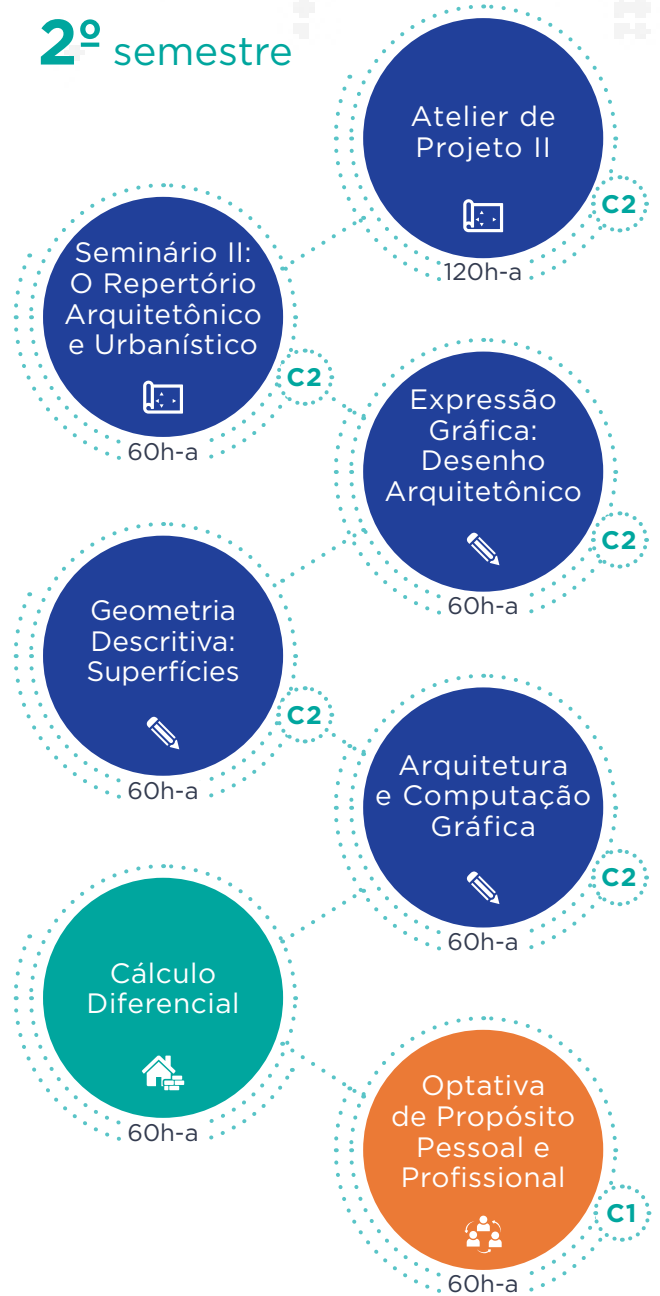 2º semestre
Atelier de
Projeto II
C2
120h-a
Seminário II:
O Repertório
Arquitetônico
e Urbanístico
C2
60h-a
Expressão
Gráfica:
Desenho
Arquitetônico
C2
60h-a
Geometria
Descritiva:
Superfícies
C2
60h-a
Arquitetura
e Computação
Gráfica
C2
60h-a
Cálculo
Diferencial
60h-a
Optativa
de Propósito
Pessoal e
Profissional
C1
60h-a